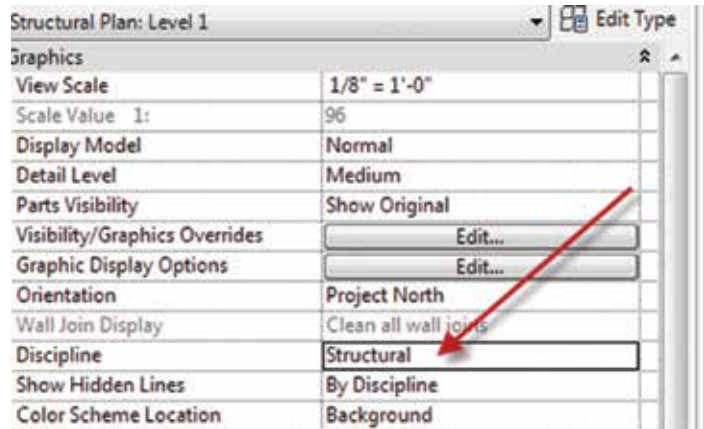 Structural Plan: Level 1 Edit Type
Graphics
View Scale 1/8" = 1'-0"
Scale Value 1: 96
Display Model Normal
Detail Level Medium
Parts Visibility Show Original
Visibility/Graphics Overrides Edit...
Graphic Display Options Edit...
Orientation Project North
Wall Join Display Clean all wall joins
Discipline Structural
Show Hidden Lines By Discipline
Color Scheme Location Background